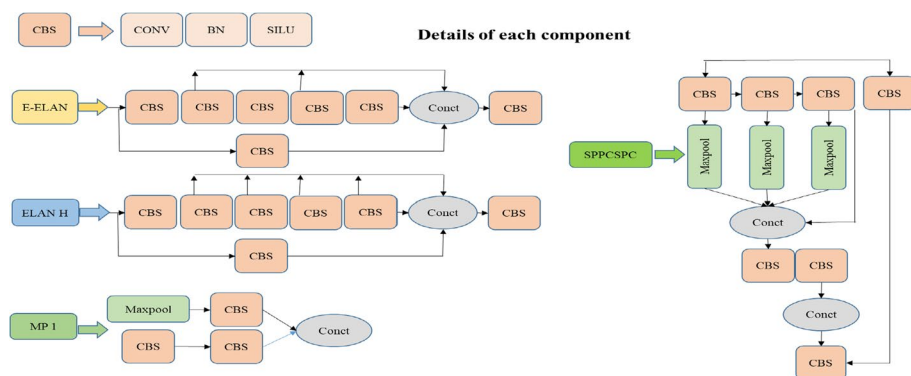 CBS CONV BN SILU
Details of each component
E-ELAN CBS CBS CBS CBS CBS Conct CBS
CBS
ELAN H CBS CBS CBS CBS CBS Conct CBS
CBS
MP 1 Maxpool CBS Conct
CBS CBS
CBS CBS CBS CBS
SPPCSPC Maxpool Maxpool Maxpool
Conct
CBS CBS
Conct
CBS